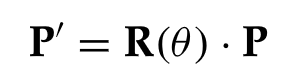 P′ = R(θ) · P